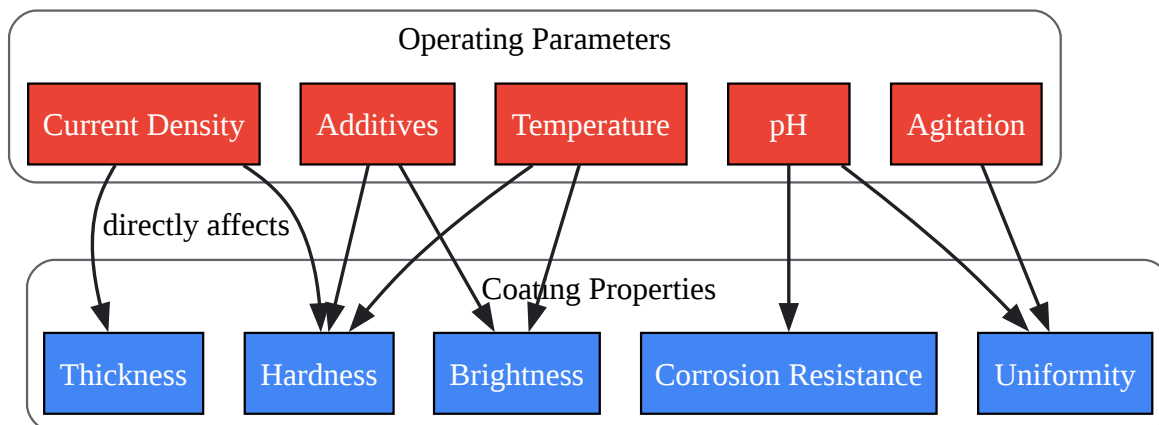 Operating Parameters
Current Density
Additives
Temperature
pH
Agitation
directly affects
Coating Properties
Thickness
Hardness
Brightness
Corrosion Resistance
Uniformity